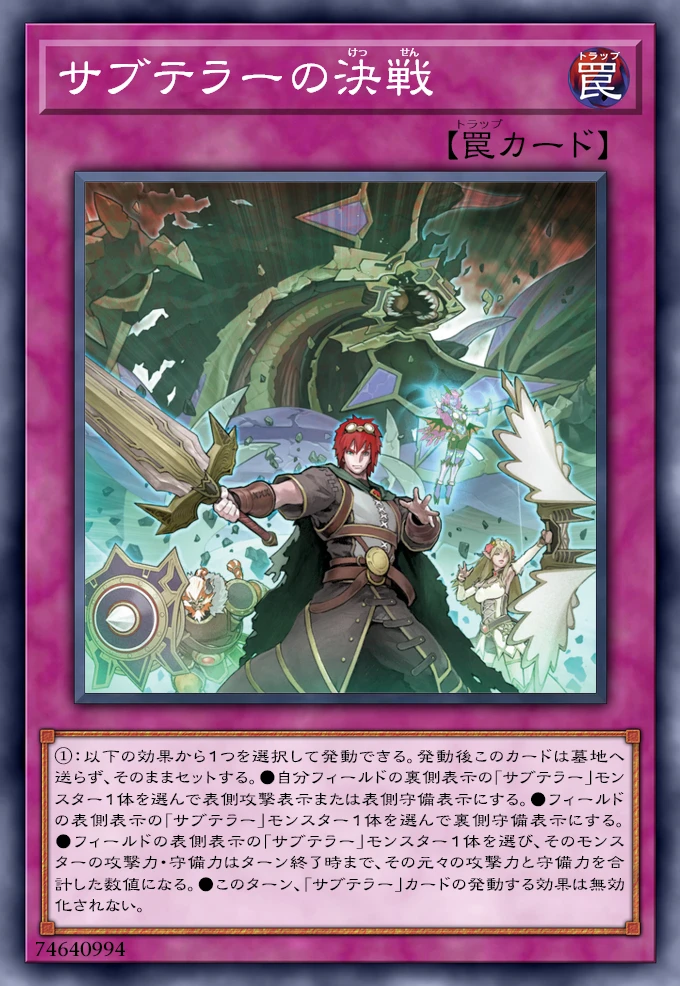 サブテラーの決戦
けっ せん
トラップ
罠
トラップ
【罠カード】
①:以下の効果から1つを選択して発動できる。発動後このカードは墓地へ
送らず、そのままセットする。●自分フィールドの裏側表示の「サブテラー」モン
スター1体を選んで表側攻撃表示または表側守備表示にする。●フィールド
の表側表示の「サブテラー」モンスター1体を選んで裏側守備表示にする。
●フィールドの表側表示の「サブテラー」モンスター1体を選び、そのモンス
ターの攻撃力・守備力はターン終了時まで、その元々の攻撃力と守備力を合
計した数値になる。●このターン、「サブテラー」カードの発動する効果は無効
化されない。
74640994